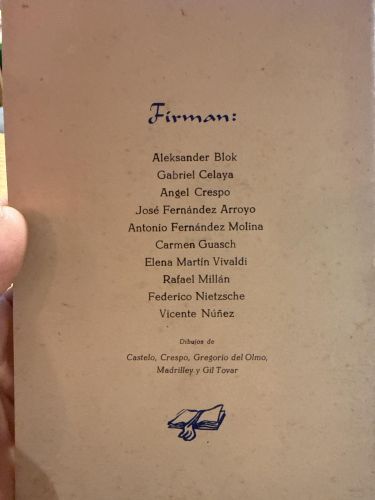 Firman:
Aleksander Blok
Gabriel Celaya
Angel Crespo
José Fernández Arroyo
Antonio Fernández Molina
Carmen Guasch
Elena Martín Vivaldi
Rafael Millán
Federico Nietzsche
Vicente Núñez
Dibujos de
Castelo, Crespo, Gregorio del Olmo,
Madrilley y Gil Tovar